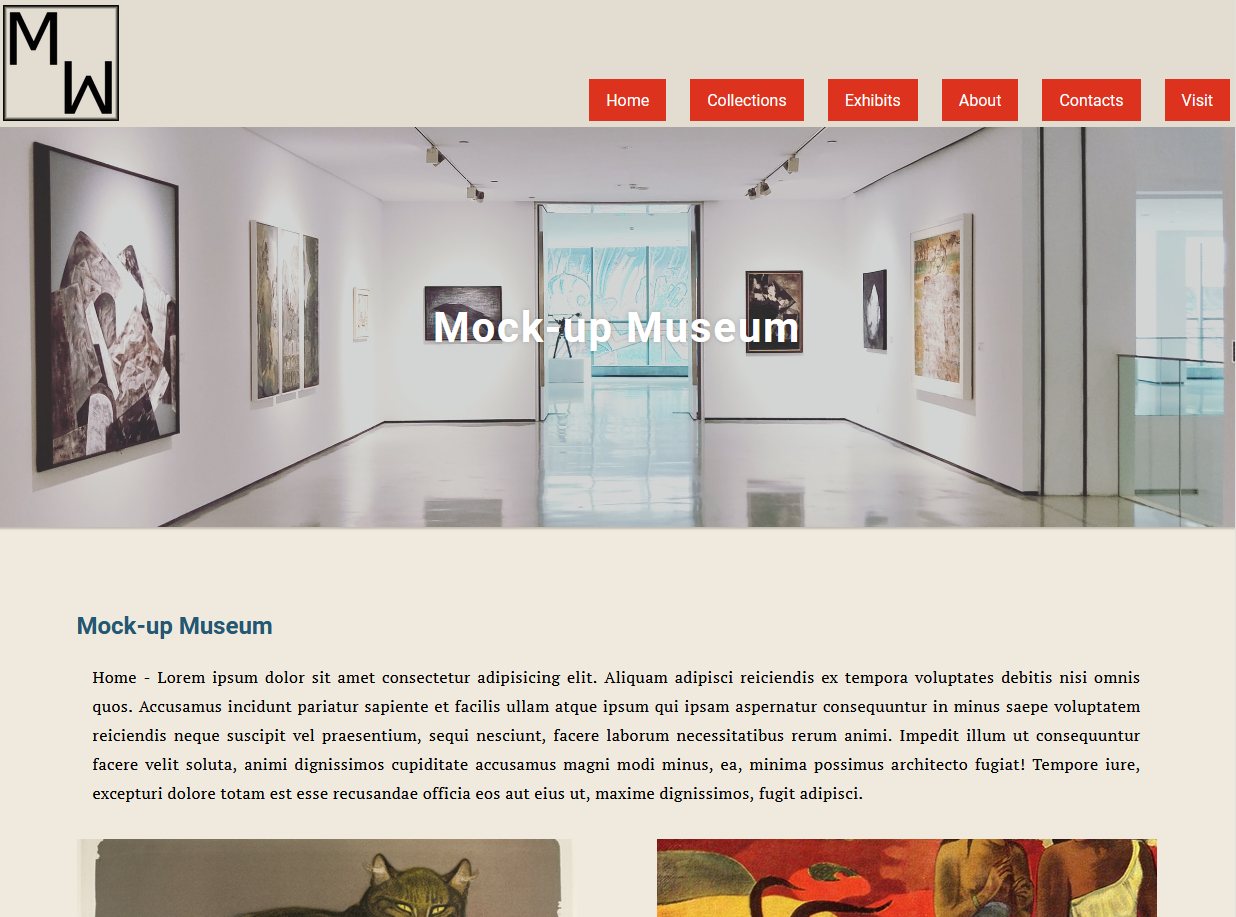 M
M
Home Collections Exhibits About Contacts Visit
Mock-up Museum
Mock-up Museum
Home - Lorem ipsum dolor sit amet consectetur adipisicing elit. Aliquam adipisci reiciendis ex tempora voluptates debitis nisi omnis
quos. Accusamus incidunt pariatur sapiente et facilis ullam atque ipsum qui ipsam aspernatur consequuntur in minus saepe voluptatem
reiciendis neque suscipit vel praesentium, sequi nesciunt, facere laborum necessitatibus rerum animi. Impedit illum ut consequuntur
facere velit soluta, animi dignissimos cupiditate accusamus magni modi minus, ea, minima possimus architecto fugiat! Tempore iure,
excepturi dolore totam est esse recusandae officia eos aut eius ut, maxime dignissimos, fugit adipisci.